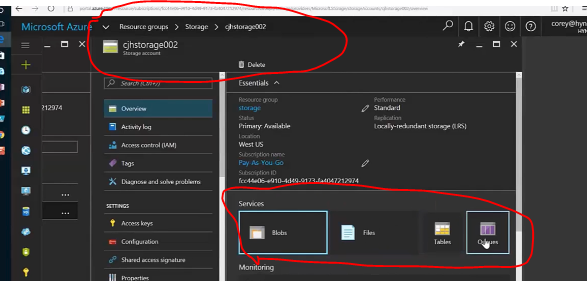 Microsoft Azure Resource groups > Storage > cjhstorage002
cjhstorage002
Storage account
Search (Ctrl+/)
Overview
Activity log
Access control (IAM)
Tags
Diagnose and solve problems
SETTINGS
Access keys
Configuration
Shared access signature
Properties
Delete
Essentials
Resource group
storage
Performance
Standard
Status
Primary: Available
Replication
Locally-redundant storage (LRS)
Location
West US
Subscription name
Pay-As-You-Go
Subscription ID
fcc44e06-e910-4d49-9173-fa4047212974
Services
Blobs
Files
Tables
Queues
Monitoring
212974
corey@hyn